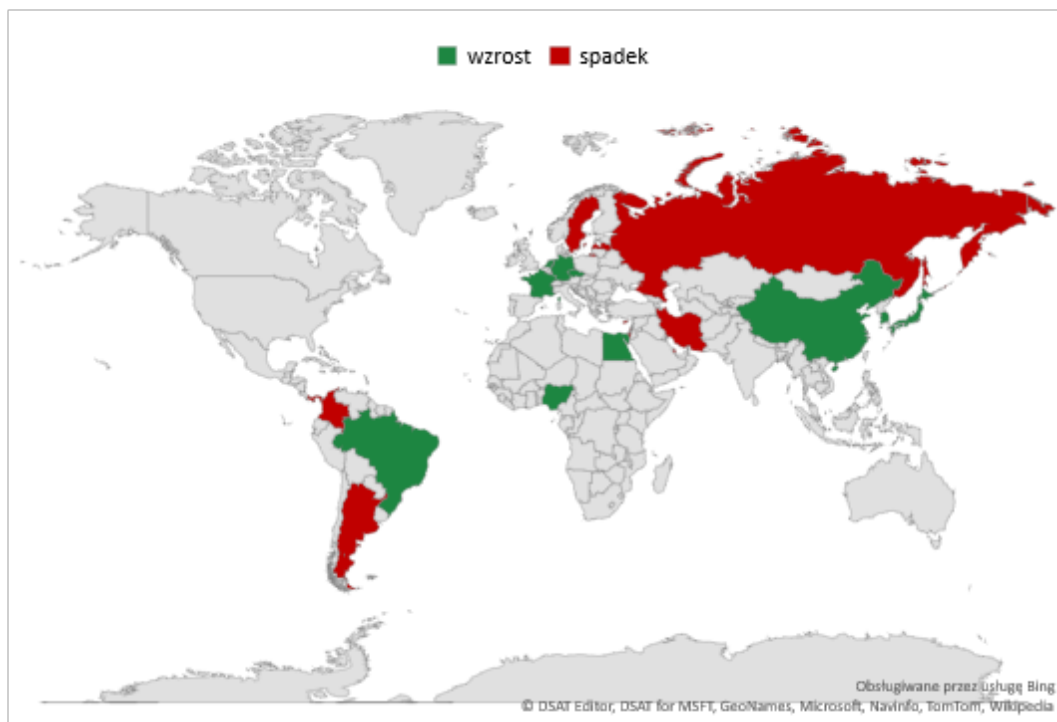 wzrost spadek
Obsługiwane przez usługę Bing
© DSAT Editor, DSAT for MSFT, GeoNames, Microsoft, Navinfo, TomTom, Wikipedia